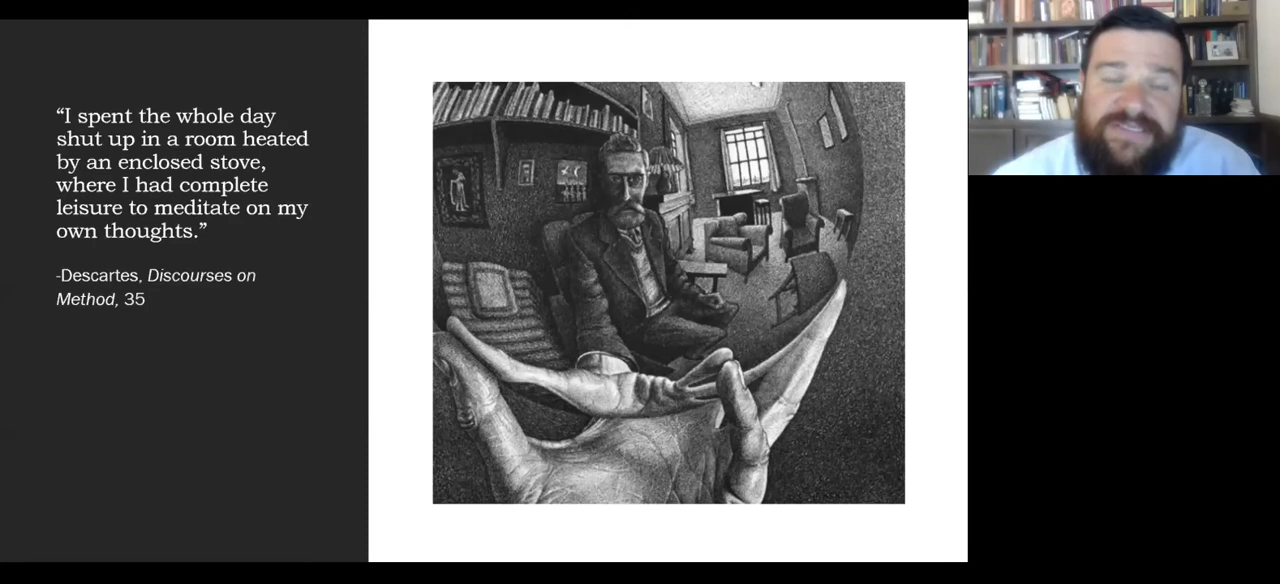 “I spent the whole day
shut up in a room heated
by an enclosed stove,
where I had complete
leisure to meditate on my
own thoughts.”
-Descartes, Discourses on
Method, 35